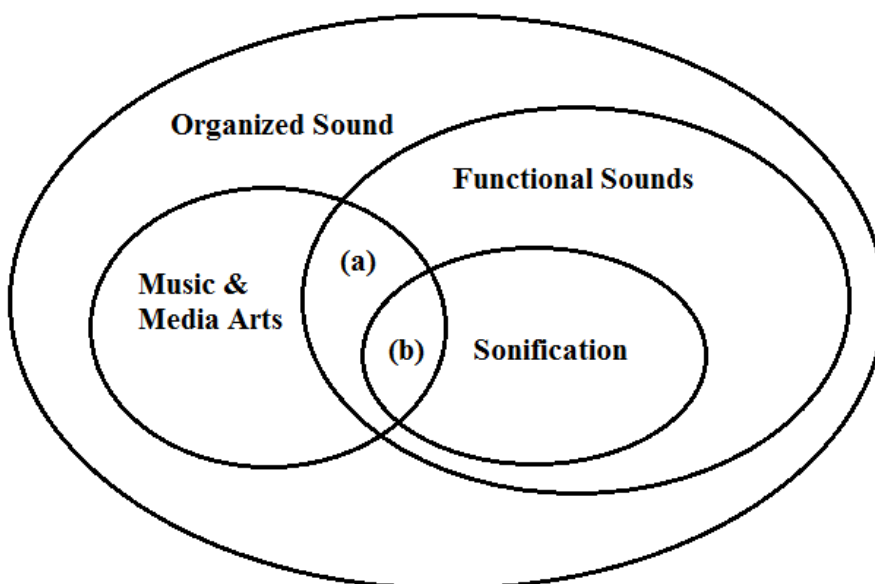 Organized Sound
Functional Sounds
(a)
Music &
Media Arts
(b)
Sonification